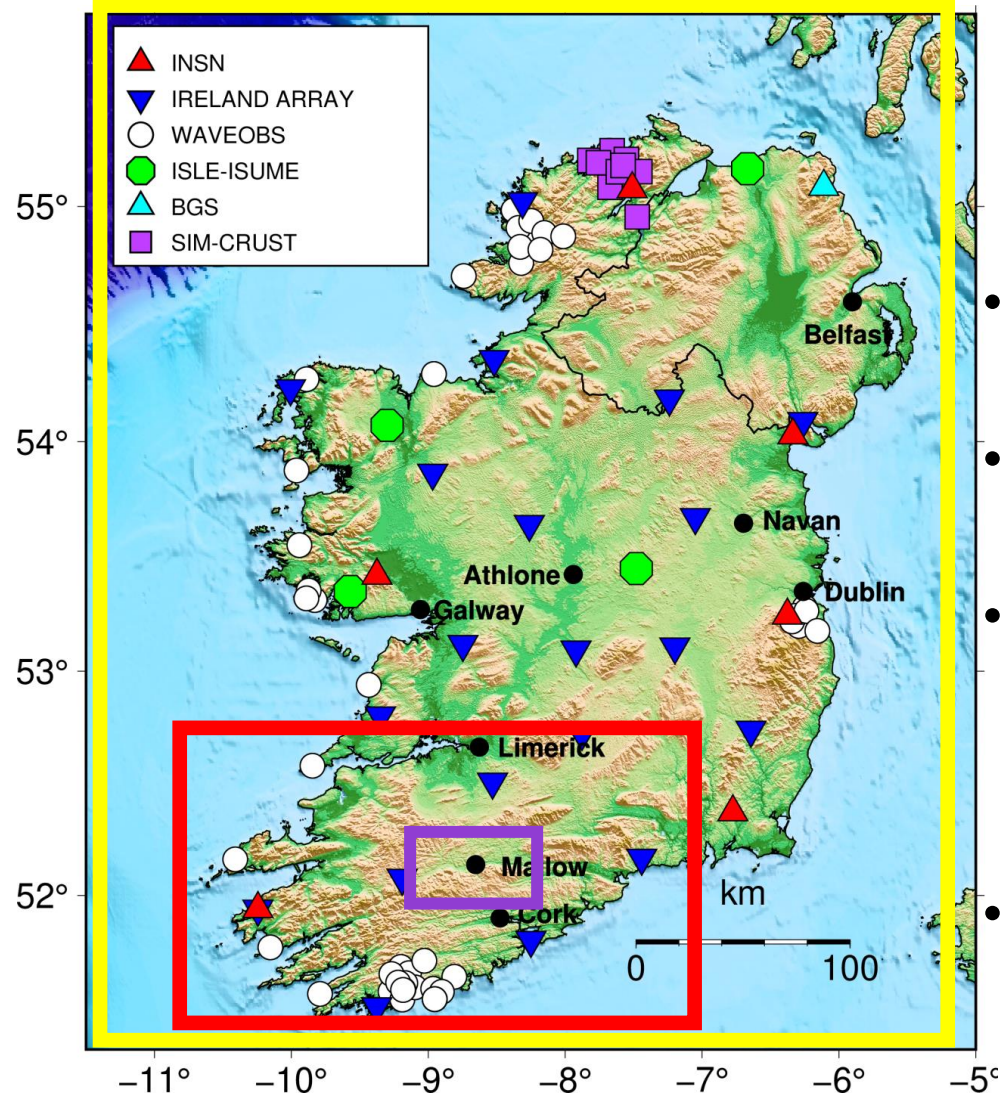 INSN
IRELAND ARRAY
WAVEOBS
ISLE-ISUME
BGS
SIM-CRUST
55°
Belfast
54°
Navan
Athlone
Dublin
Galway
53°
Limerick
Mallow
52°
km
Cork
0 100
−11° −10° −9° −8° −7° −6° −5°